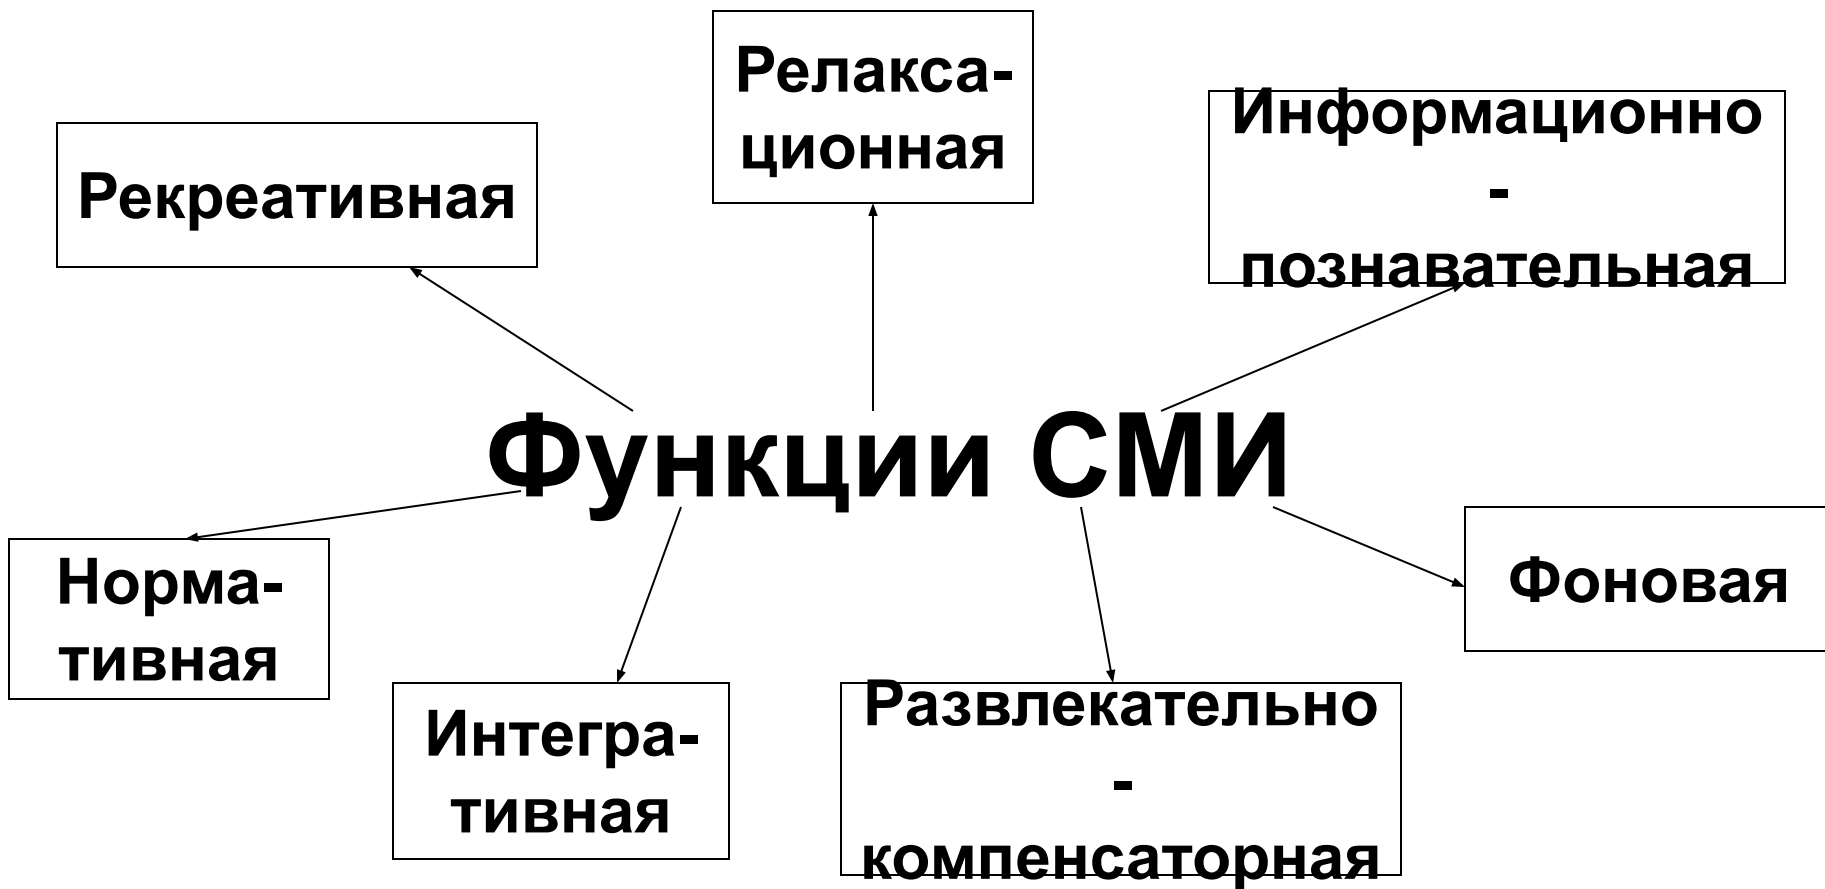 Релакса-
ционная
Информационно
-
познавательная
Рекреативная
Функции СМИ
Норма-
тивная
Фоновая
Интегра-
тивная
Развлекательно
-
компенсаторная